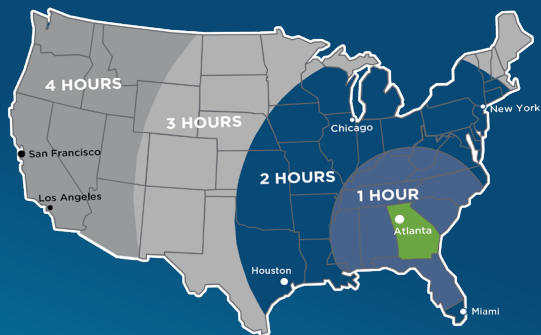 4 HOURS
3 HOURS
2 HOURS
1 HOUR
San Francisco
Los Angeles
Chicago
New York
Atlanta
Houston
Miami